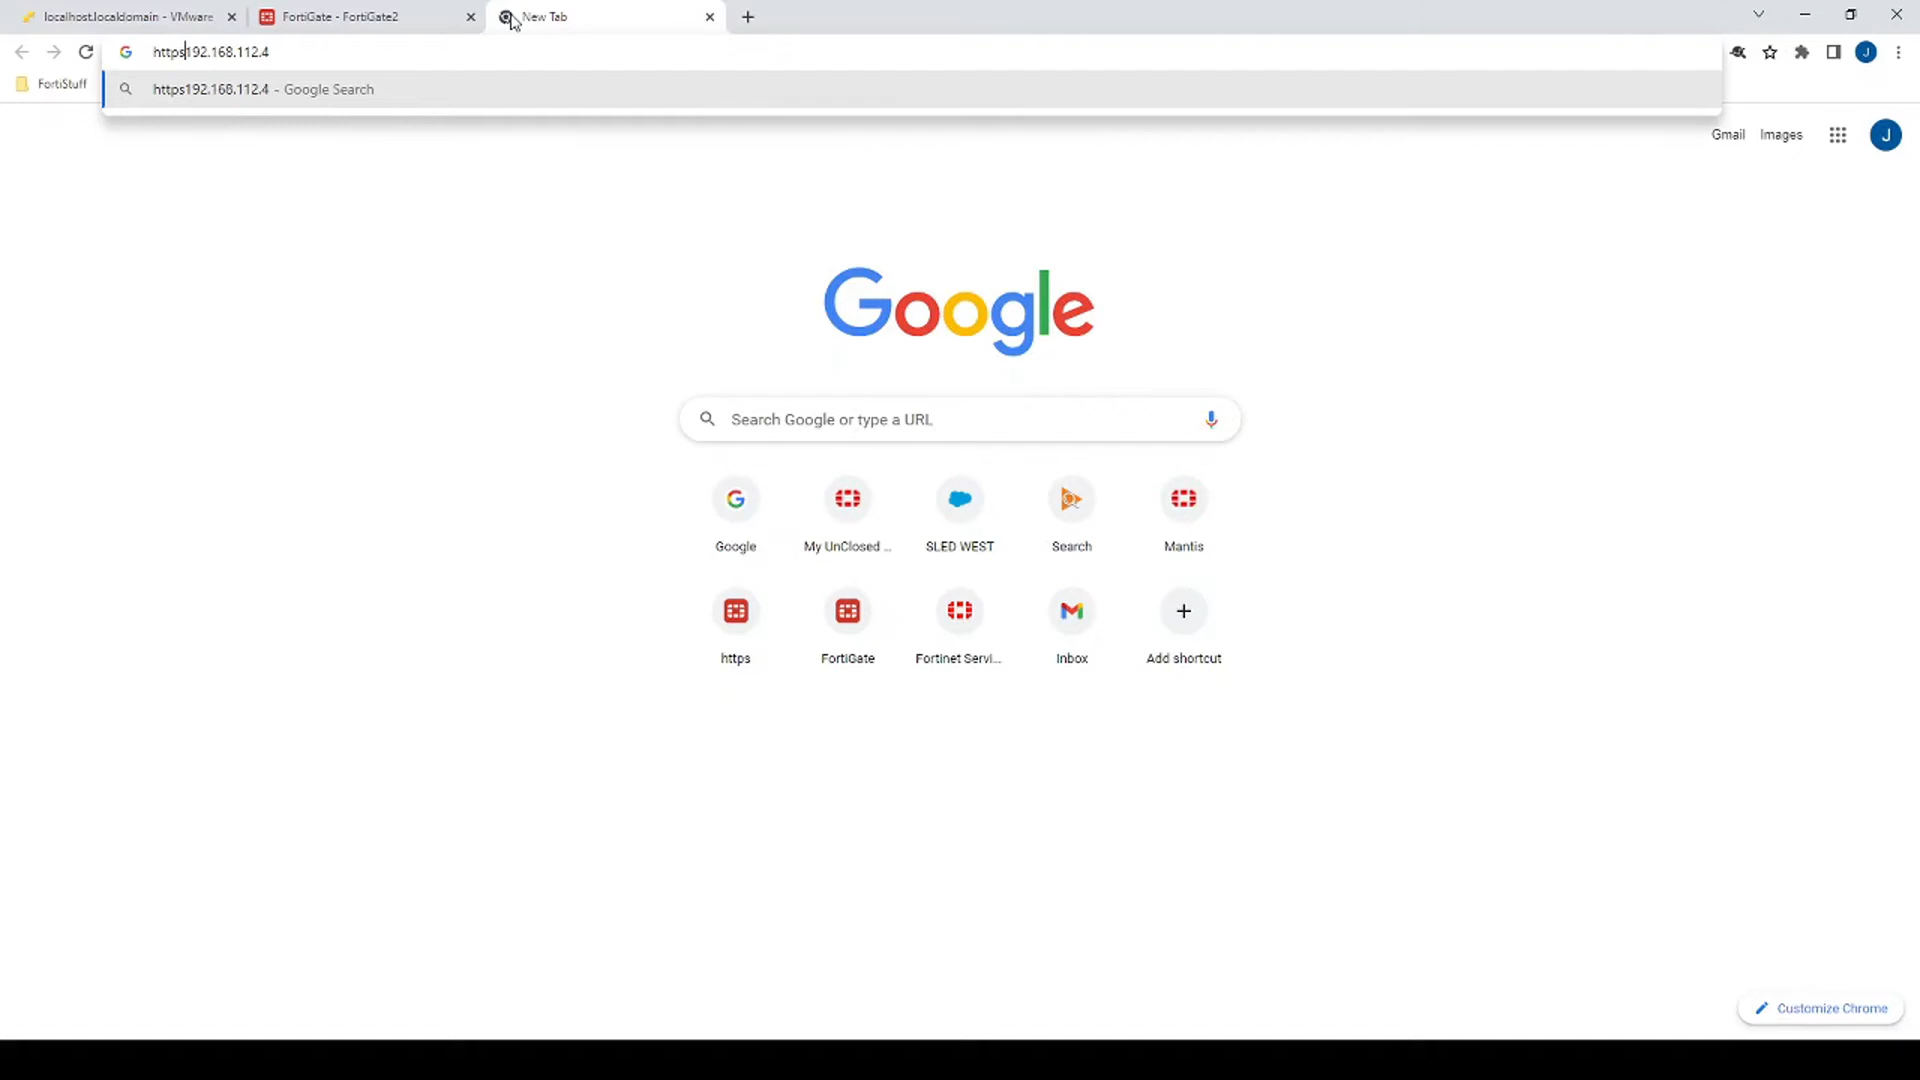 localhost.localdomain - VMware
FortiGate - FortiGate2
New Tab
https192.168.112.4
FortiStuff
https192.168.112.4 - Google Search
Gmail
Images
J
J
Google
Search Google or type a URL
Google
My UnClosed ...
SLED WEST
Search
Mantis
https
FortiGate
Fortinet Servi...
Inbox
Add shortcut
Customize Chrome